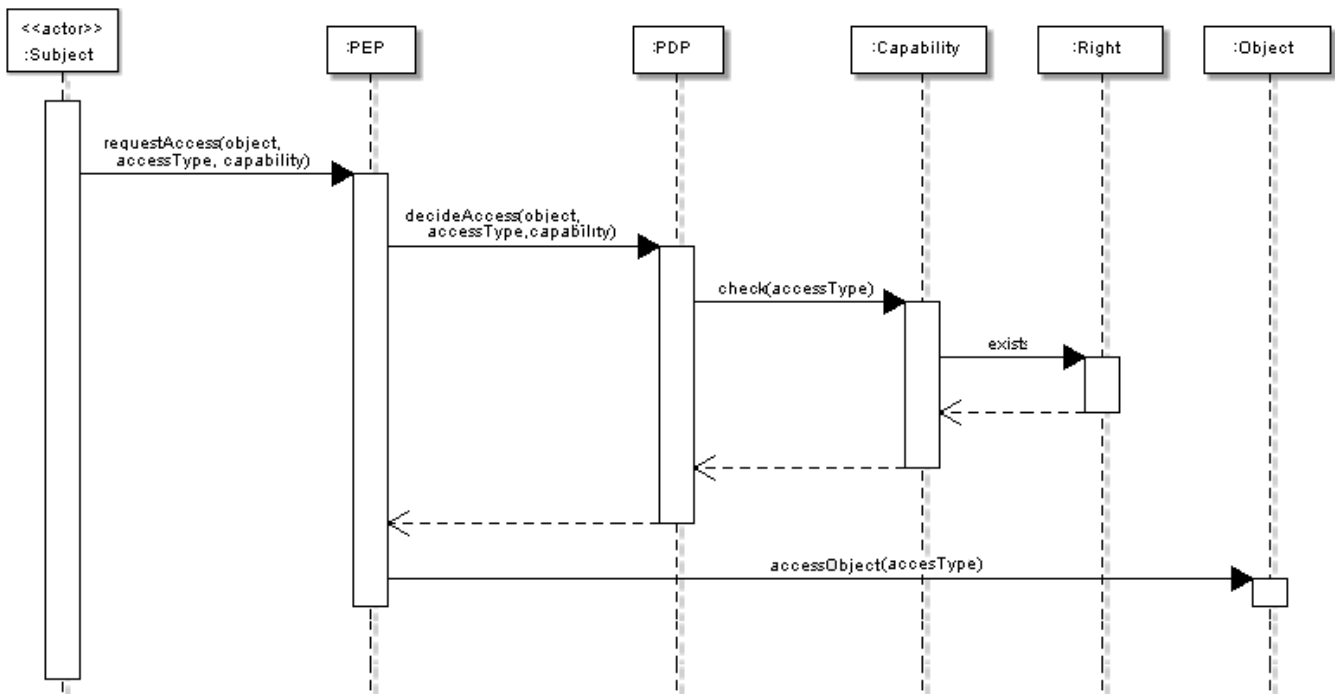 <<actor>>
:Subject
:PEP
:PDP
:Capability
:Right
:Object
requestAccess(object,
accessType, capability)
decideAccess(object,
accessType,capability)
check(accessType)
exists
accessObject(accesType)